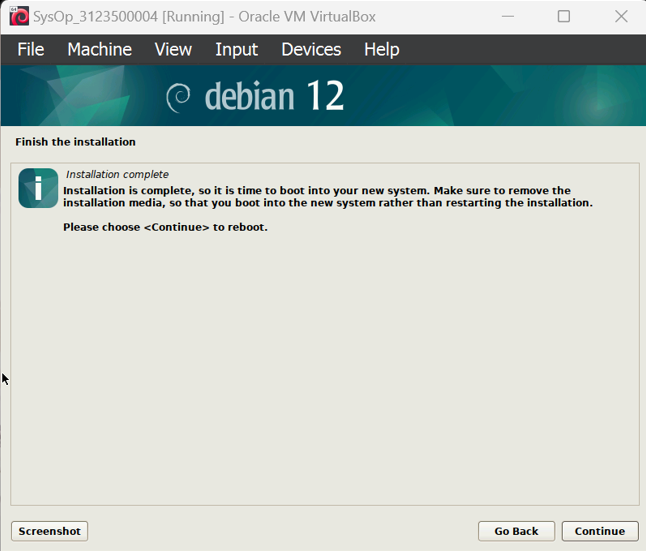 SysOp_3123500004 [Running] - Oracle VM VirtualBox
File Machine View Input Devices Help
debian 12
Finish the installation
Installation complete
Installation is complete, so it is time to boot into your new system. Make sure to remove the
installation media, so that you boot into the new system rather than restarting the installation.
Please choose <Continue> to reboot.
Screenshot Go Back Continue